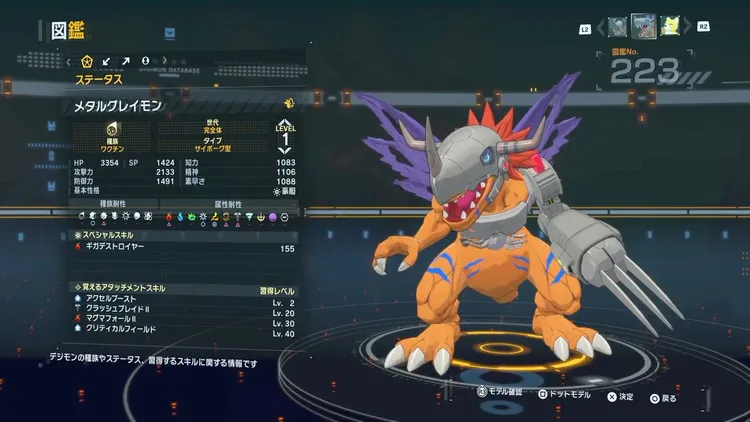 図鑑
L2
R2
図鑑No.
223
DIGIMON DATABASE
ステータス
メタルグレイモン
種族
ワクチン
世代
完全体
タイプ
サイボーグ型
LEVEL
1
HP 3354 SP 1424 知力 1083
攻撃力 2133 精神 1106
防御力 1491 素早さ 1088
基本性格 豪胆
種族耐性 属性耐性
スペシャルスキル
ギガデストロイヤー 155
覚えるアタッチメントスキル 習得レベル
アクセルブースト Lv. 2
クラッシュブレイドⅡ Lv. 20
マグマフォールⅡ Lv. 30
クリティカルフィールド Lv. 40
デジモンの種族やステータス、習得するスキルに関する情報です
R3 モデル確認 ドットモデル 決定 戻る